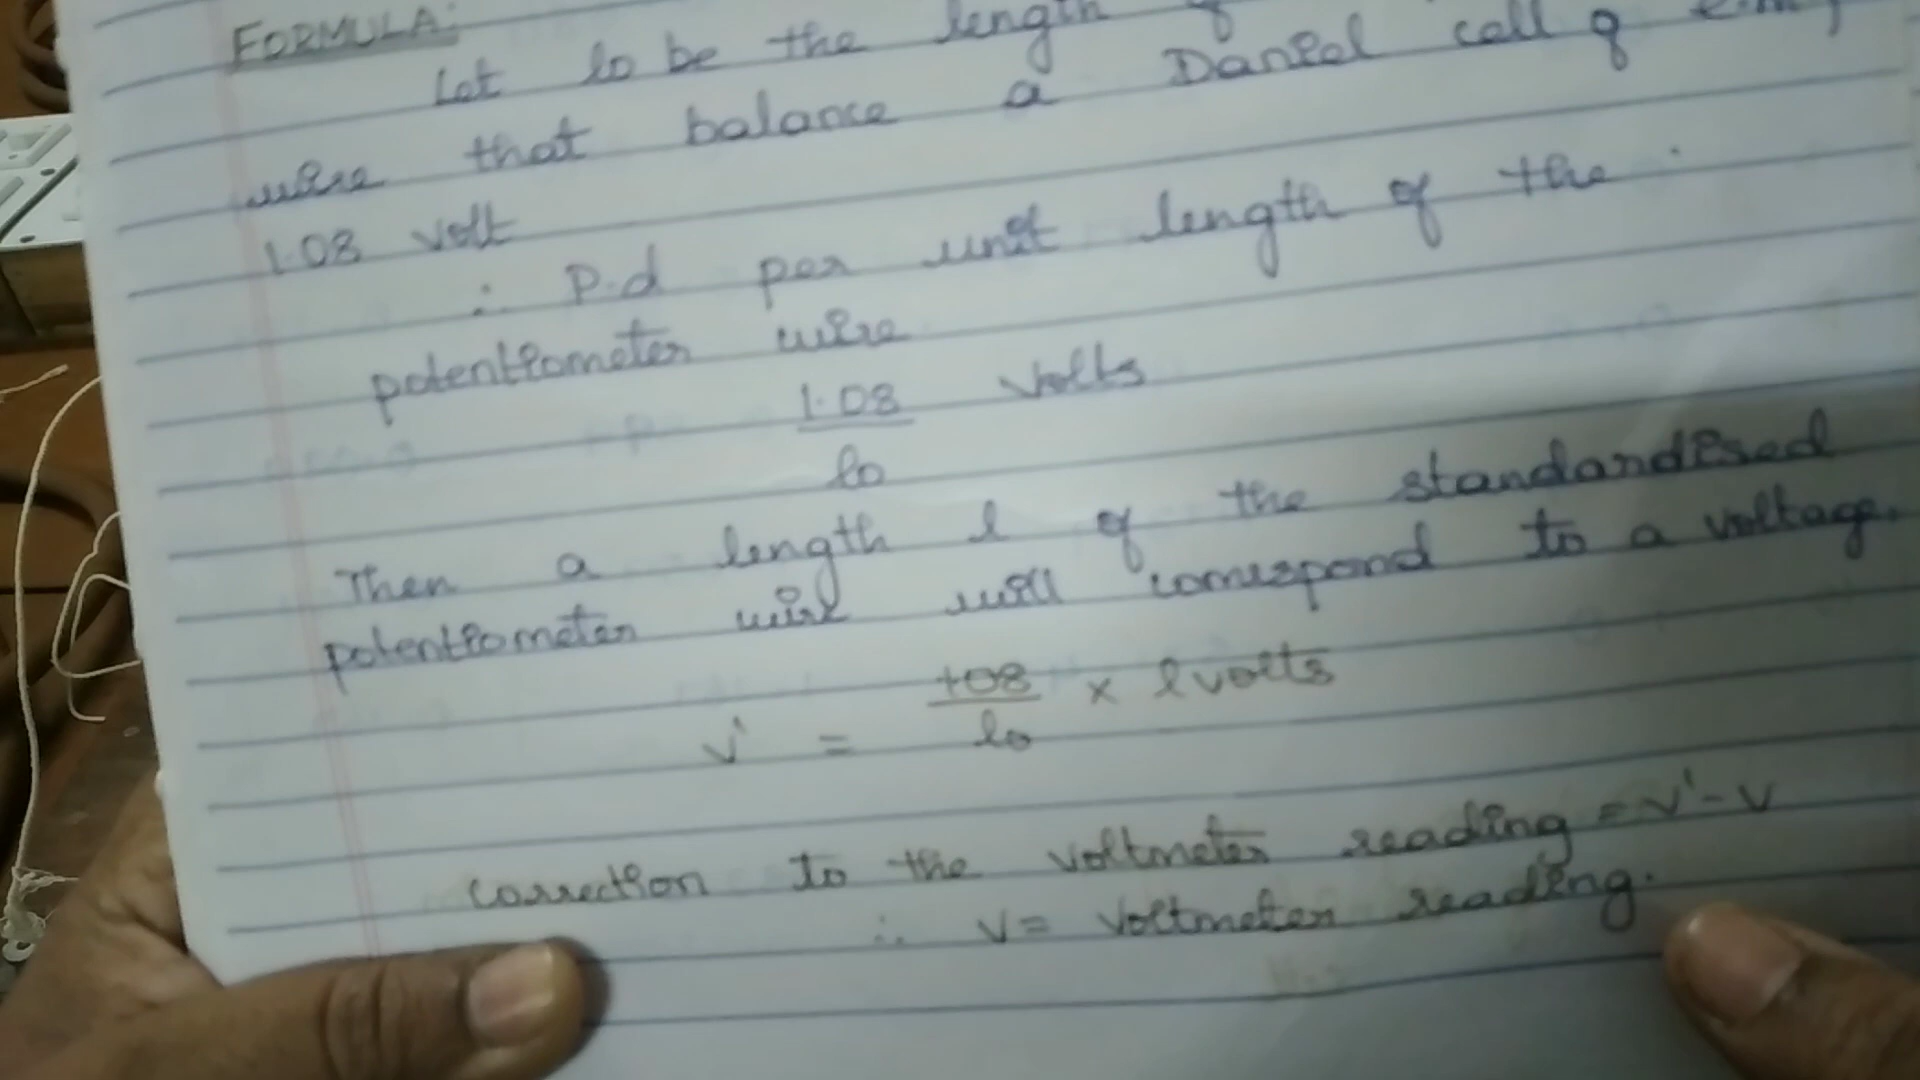 FORMULA:
Let lo be the length
wire that balance a Daniel cell of e.m.f
1.08 volt
∴ P.d per unit length of the
potentiometer wire
1.08 volts
lo
Then a length l of the standardised
potentiometer wire will correspond to a voltage.
1.08 × l volts
v' = lo
correction to the voltmeter reading = v' - v
∴ v = voltmeter reading.